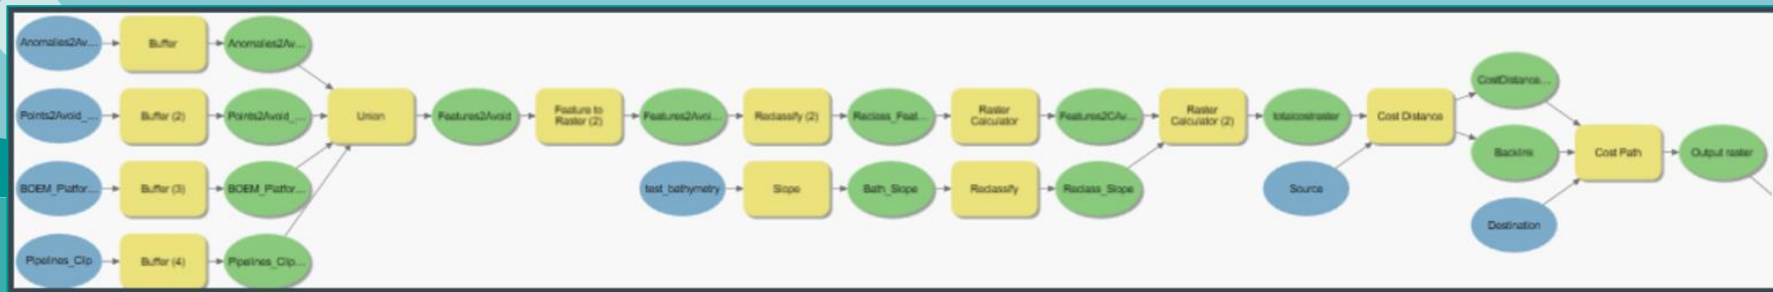 Anomalies2Av...
Buffer
Anomalies2Av...
Points2Avoid_...
Buffer (2)
Points2Avoid_...
Union
Features2Avoid
Feature to
Raster (2)
Features2Avoi...
Reclassify (2)
Reclass_Feat...
Raster
Calculator
Features2CAv...
Raster
Calculator (2)
totalcostraster
Cost Distance
CostDistance...
Backlink
Cost Path
Output raster
BOEM_Platfor...
Buffer (3)
BOEM_Platfor...
test_bathymetry
Slope
Bath_Slope
Reclassify
Reclass_Slope
Source
Destination
Pipelines_Clip
Buffer (4)
Pipelines_Clip...